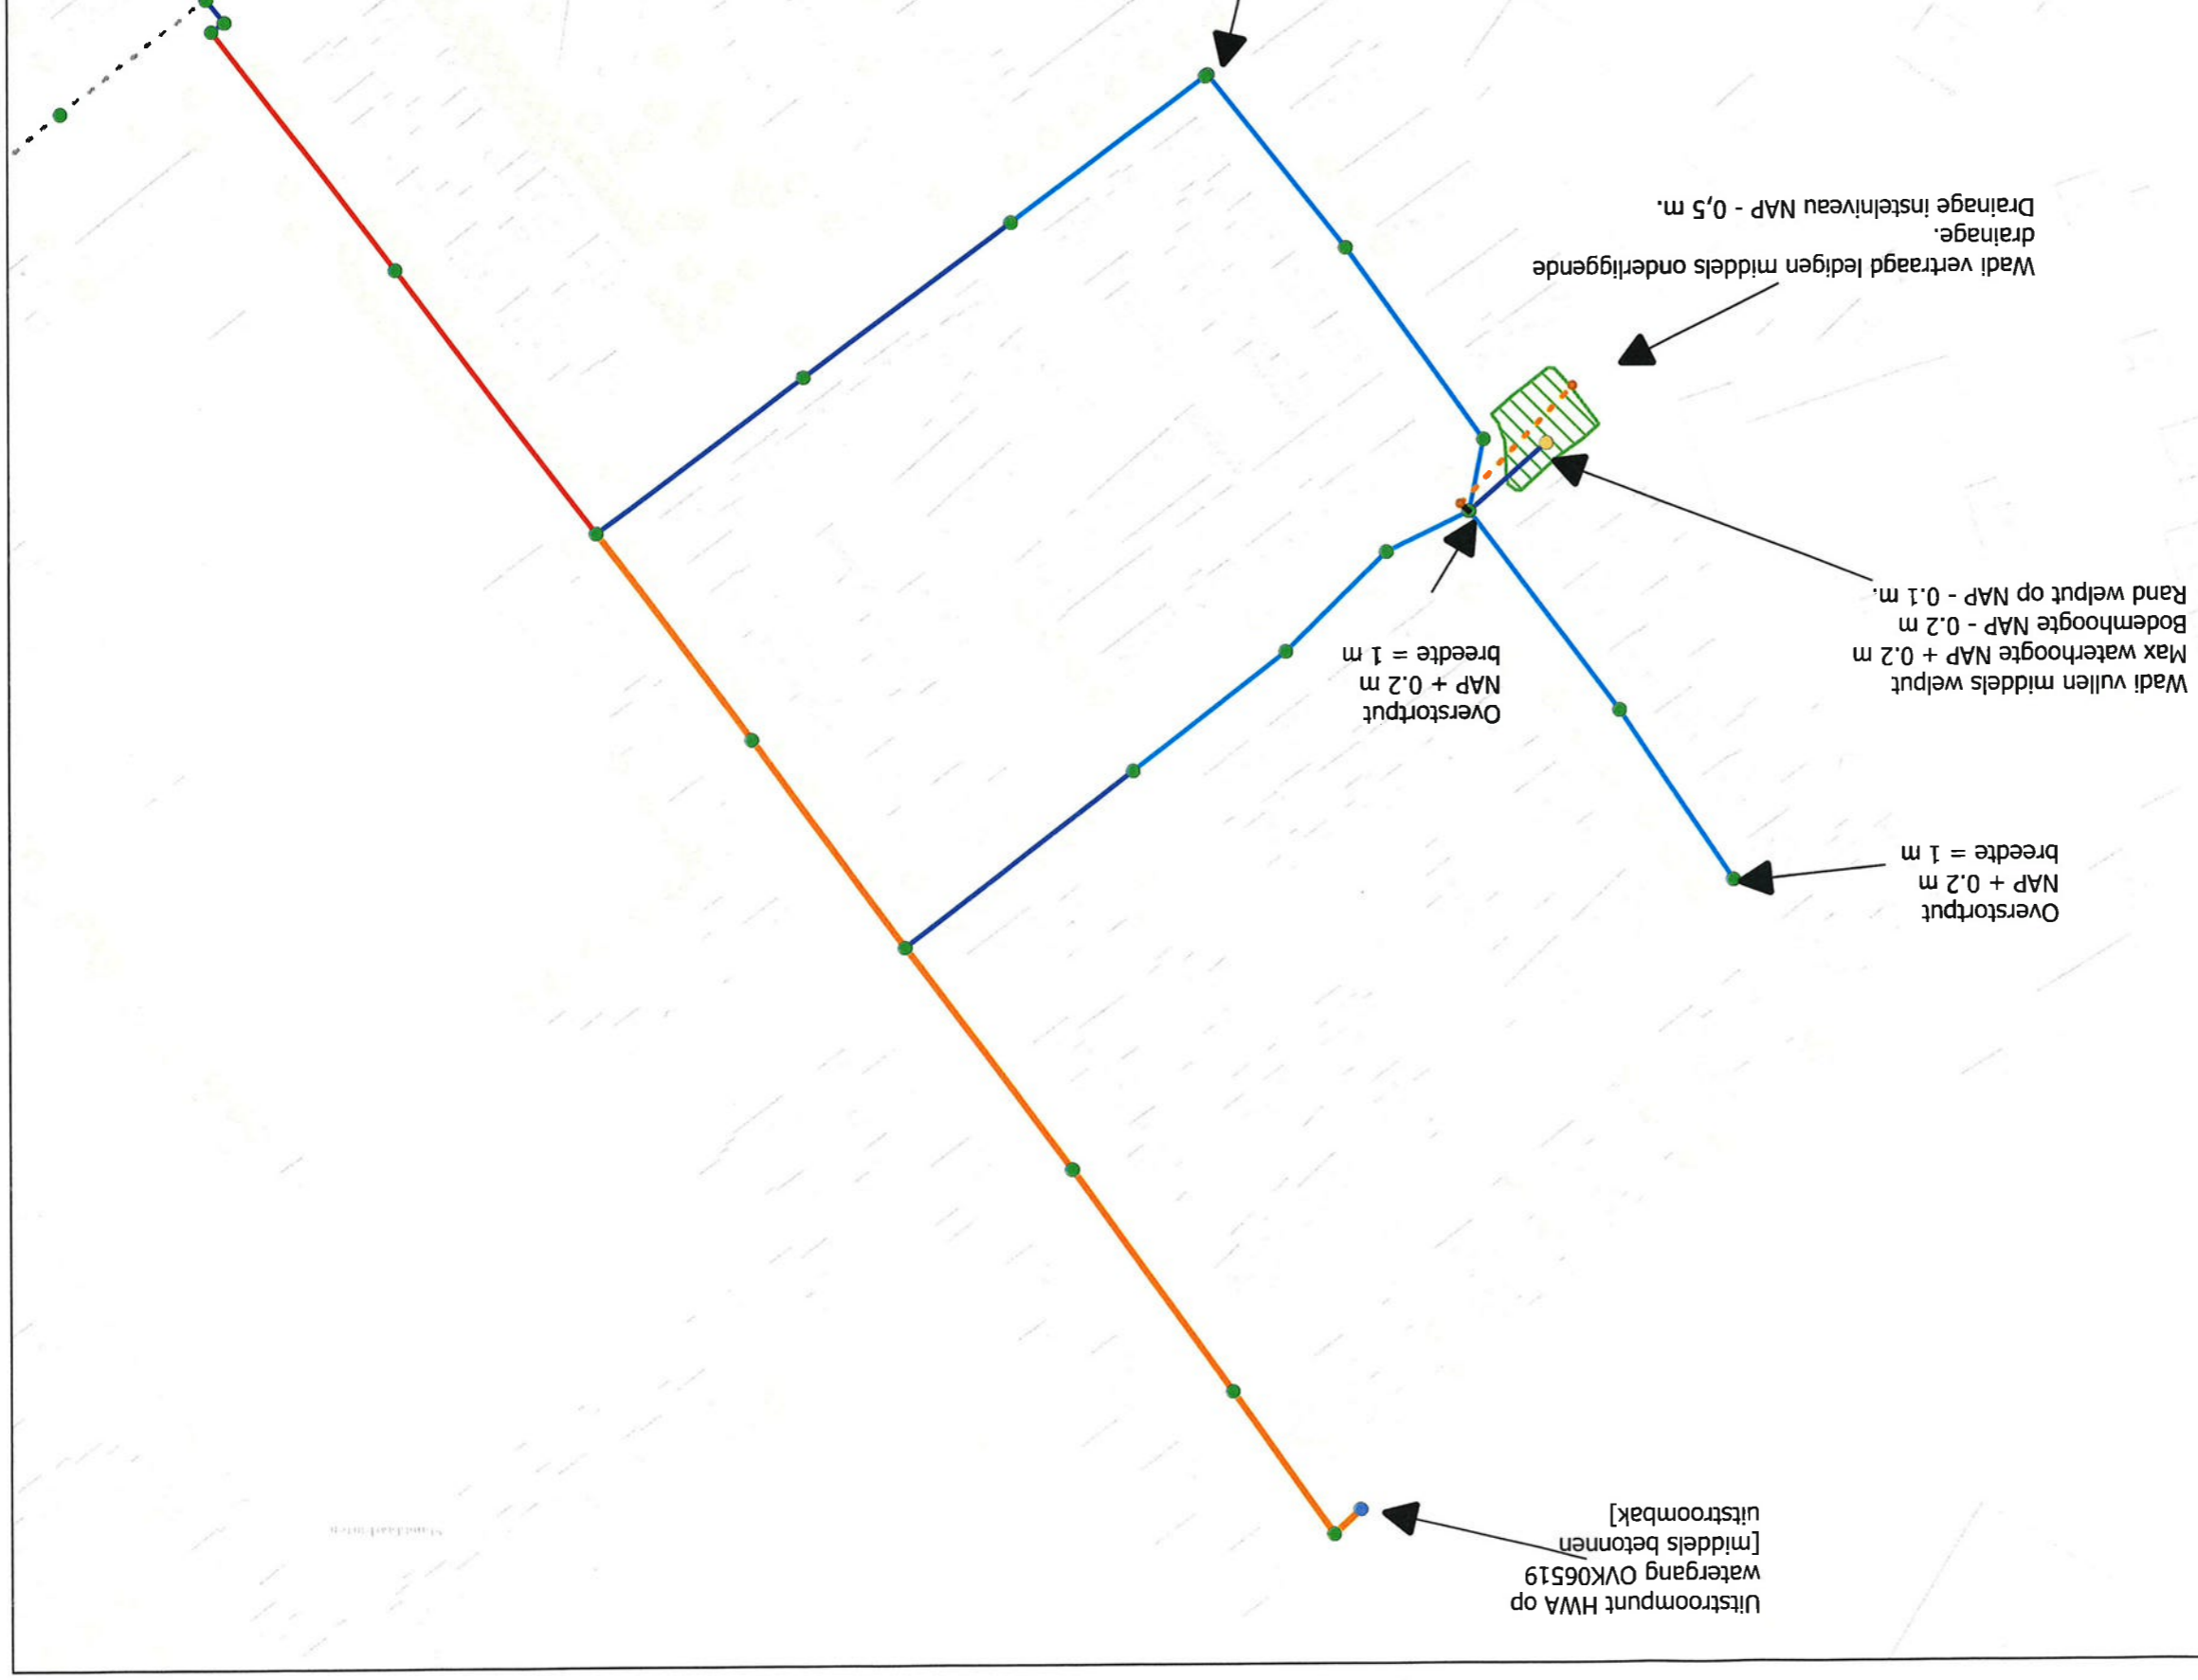 Uitstroompunt HWA op
watergang OVK06519
[middels betonnen
uitstroombak]
Overstortput
NAP + 0.2 m
breedte = 1 m
Overstortput
NAP + 0.2 m
breedte = 1 m
Wadi vullen middels welput
Max waterhoogte NAP + 0.2 m
Bodemhoogte NAP - 0.2 m
Rand welput op NAP - 0.1 m.
Wadi vertraagd ledigen middels onderliggende
drainage.
Drainage instelniveau NAP - 0,5 m.